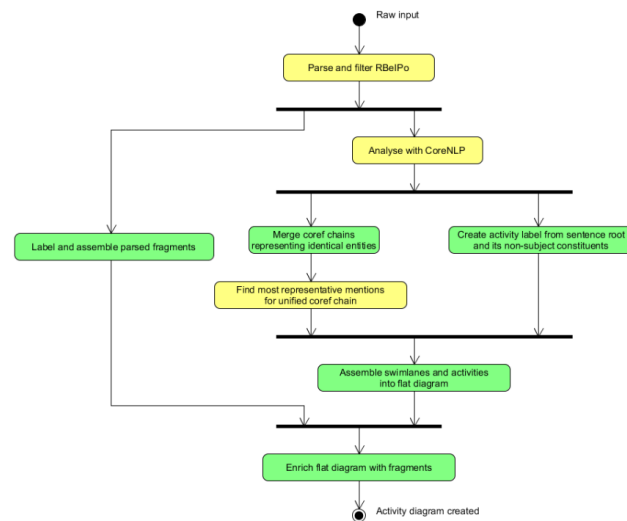 Raw input
Parse and filter RBelPo
Analyse with CoreNLP
Label and assemble parsed fragments
Merge coref chains
representing identical entities
Create activity label from sentence root
and its non-subject constituents
Find most representative mentions
for unified coref chain
Assemble swimlanes and activities
into flat diagram
Enrich flat diagram with fragments
Activity diagram created